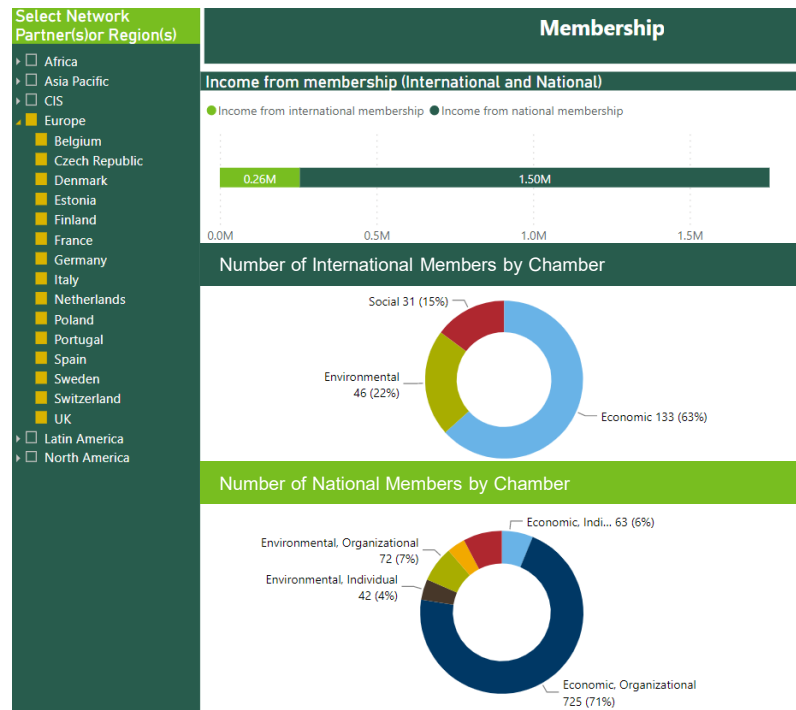 Select Network
Partner(s)or Region(s)
Africa
Asia Pacific
CIS
Europe
Belgium
Czech Republic
Denmark
Estonia
Finland
France
Germany
Italy
Netherlands
Poland
Portugal
Spain
Sweden
Switzerland
UK
Latin America
North America
Membership
Income from membership (International and National)
Income from international membership Income from national membership
0.26M 1.50M
0.0M 0.5M 1.0M 1.5M
Number of International Members by Chamber
Social 31 (15%)
Environmental
46 (22%)
Economic 133 (63%)
Number of National Members by Chamber
Economic, Indi... 63 (6%)
Environmental, Organizational
72 (7%)
Environmental, Individual
42 (4%)
Economic, Organizational
725 (71%)